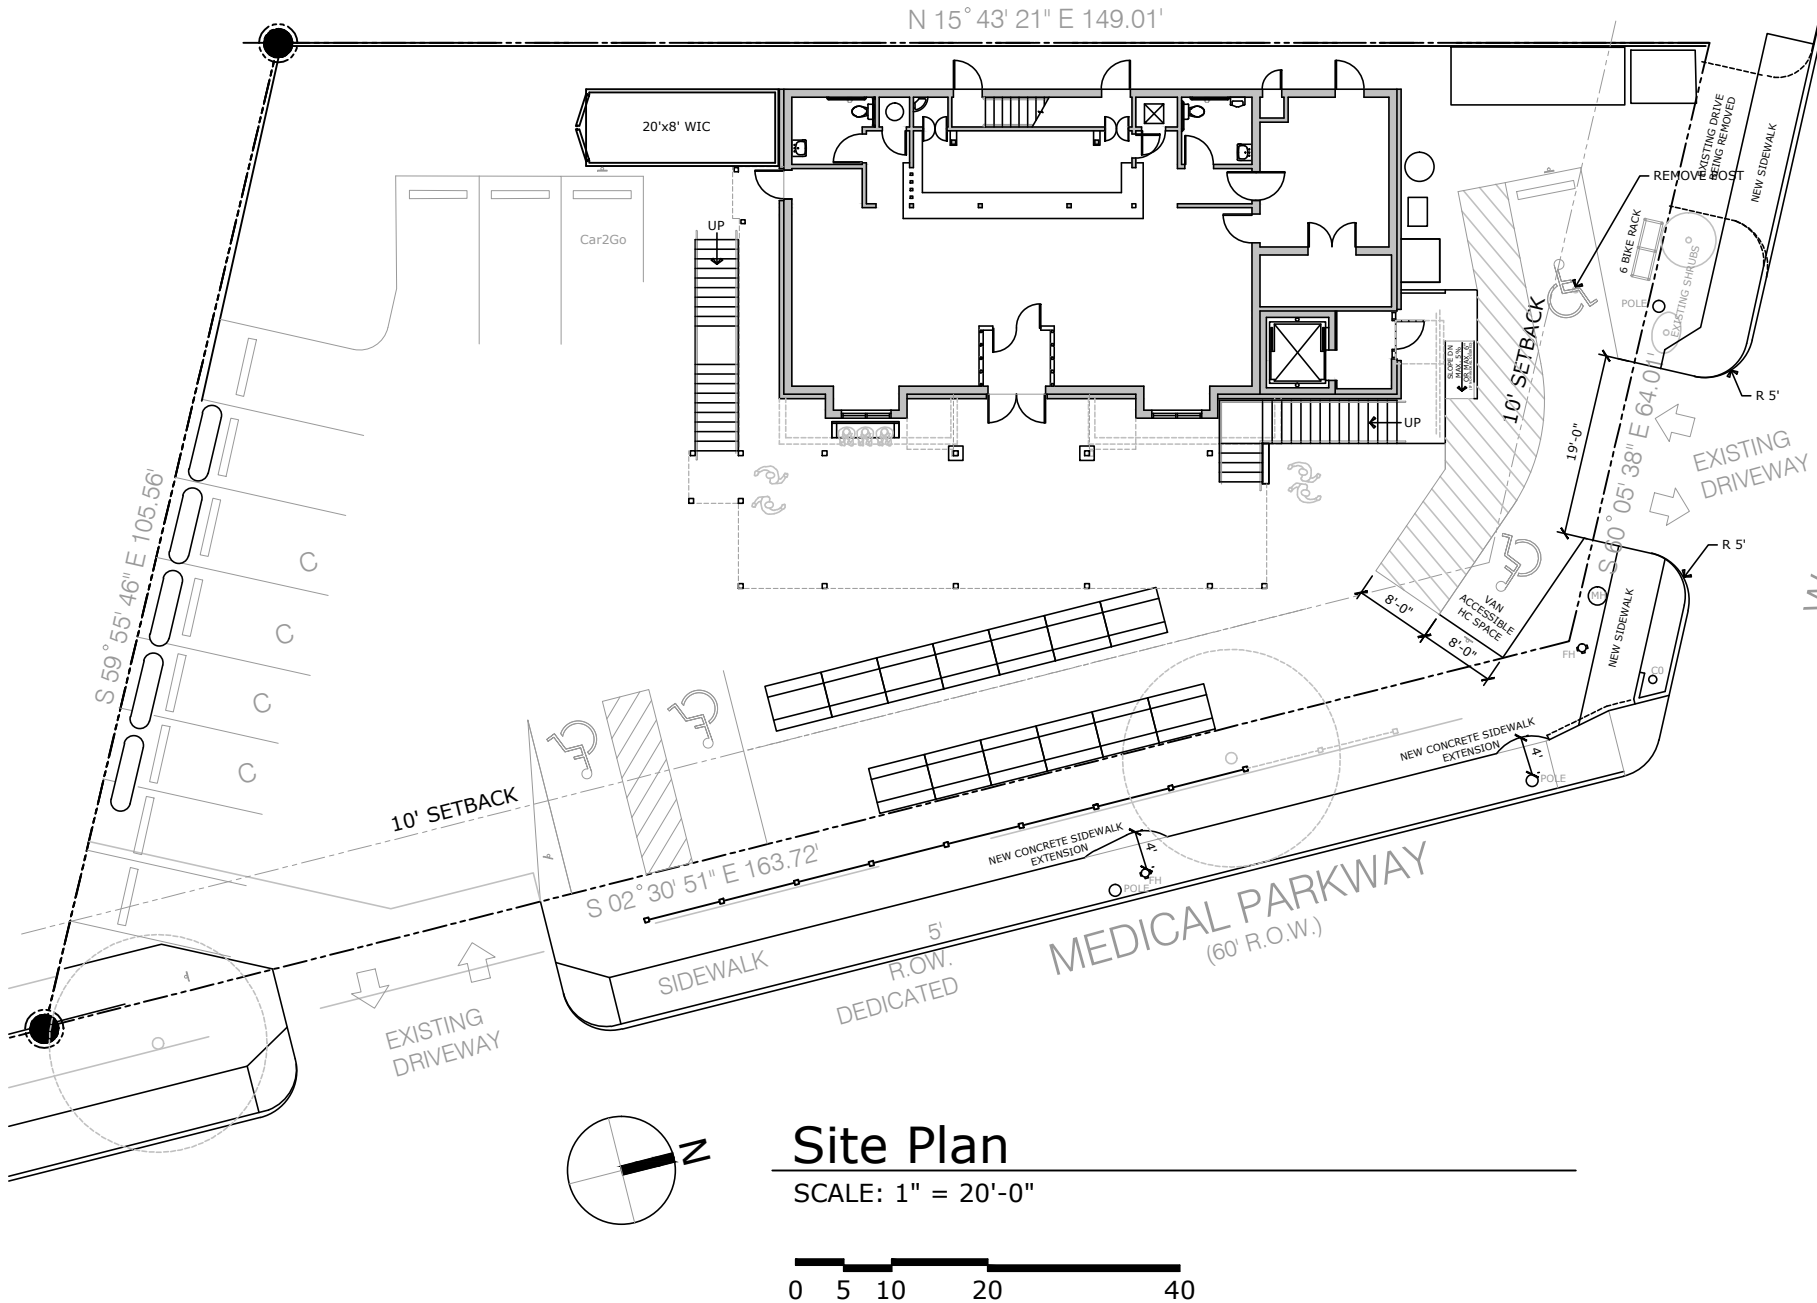 N 15° 43' 21" E 149.01'
20'x8' WIC
Car2Go
UP
EXISTING DRIVE
BEING REMOVED
NEW SIDEWALK
REMOVE POST
6 BIKE RACK
POLE
EXISTING SHRUBS
10' SETBACK
SLOPE DN
MAX. 5%
OR MAX. 6"
UP
R 5'
19'-0"
S 60° 05' 38" E 64.01'
EXISTING
DRIVEWAY
R 5'
S 59° 55' 46" E 105.56'
C
C
C
C
8'-0"
8'-0"
VAN
ACCESSIBLE
HC SPACE
MH
NEW SIDEWALK
FH
CO
10' SETBACK
NEW CONCRETE SIDEWALK
EXTENSION
4'
POLE
NEW CONCRETE SIDEWALK
EXTENSION
4'
FH
POLE
S 02° 30' 51" E 163.72'
MEDICAL PARKWAY
(60' R.O.W.)
SIDEWALK
5'
R.O.W.
DEDICATED
EXISTING
DRIVEWAY
N
Site Plan
SCALE: 1" = 20'-0"
0 5 10 20 40